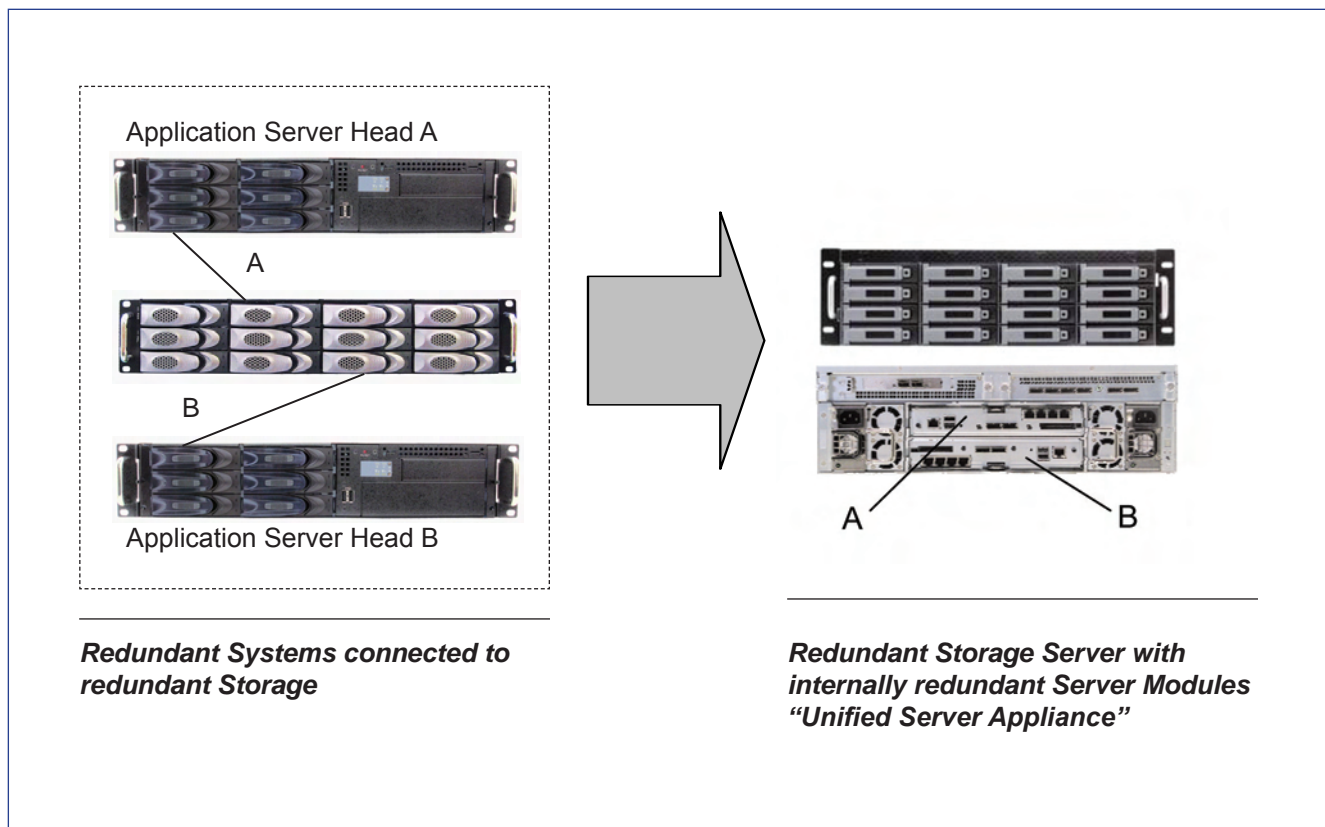 Application Server Head A
A
B
Application Server Head B
A
B
Redundant Systems connected to
redundant Storage
Redundant Storage Server with
internally redundant Server Modules
“Unified Server Appliance”